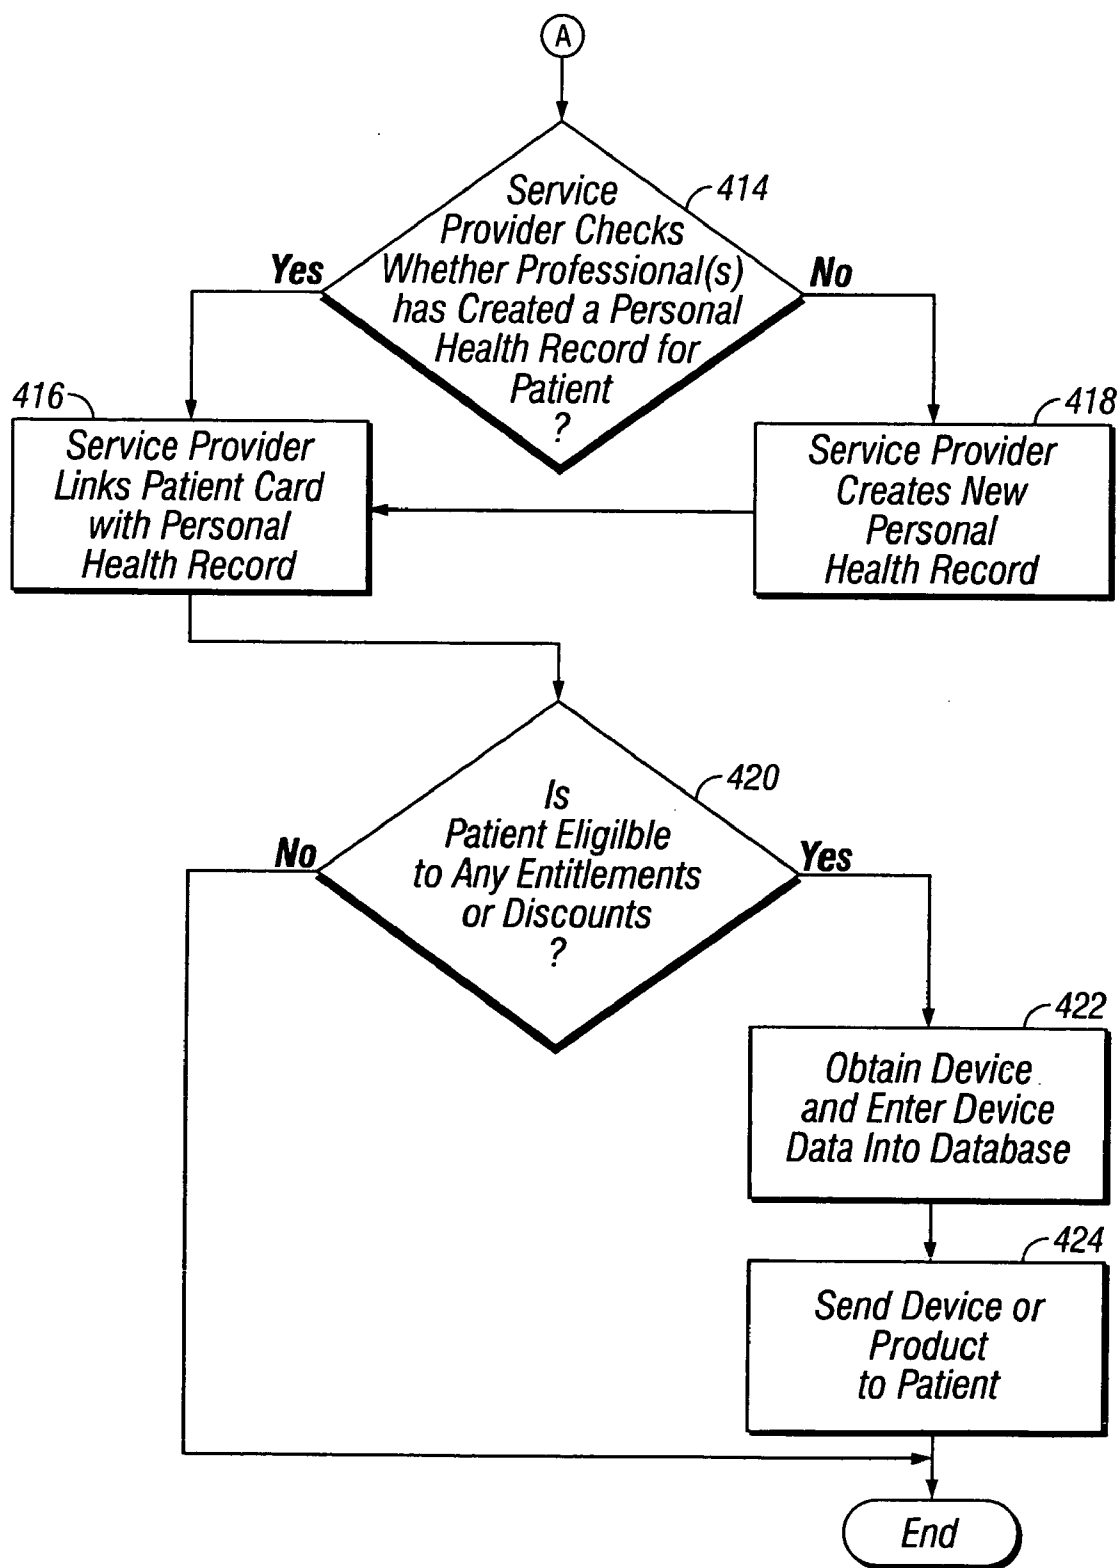 A
414
Service
Provider Checks
Whether Professional(s)
has Created a Personal
Health Record for
Patient
?
Yes
No
416
Service Provider
Links Patient Card
with Personal
Health Record
418
Service Provider
Creates New
Personal
Health Record
420
Is
Patient Eligilble
to Any Entitlements
or Discounts
?
No
Yes
422
Obtain Device
and Enter Device
Data Into Database
424
Send Device or
Product
to Patient
End